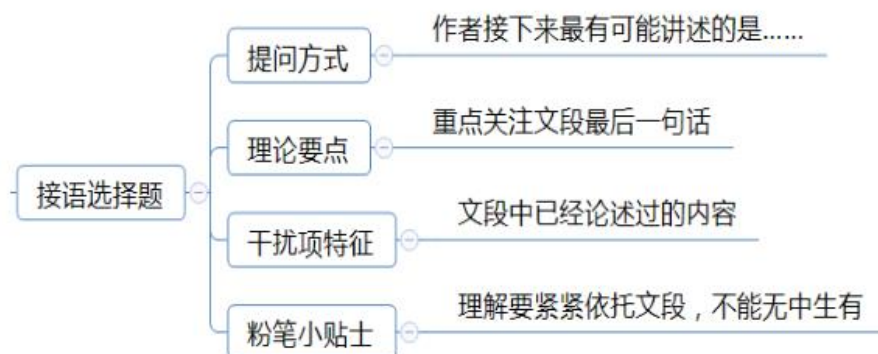 接语选择题
提问方式
作者接下来最有可能讲述的是……
理论要点
重点关注文段最后一句话
干扰项特征
文段中已经论述过的内容
粉笔小贴士
理解要紧紧依托文段，不能无中生有